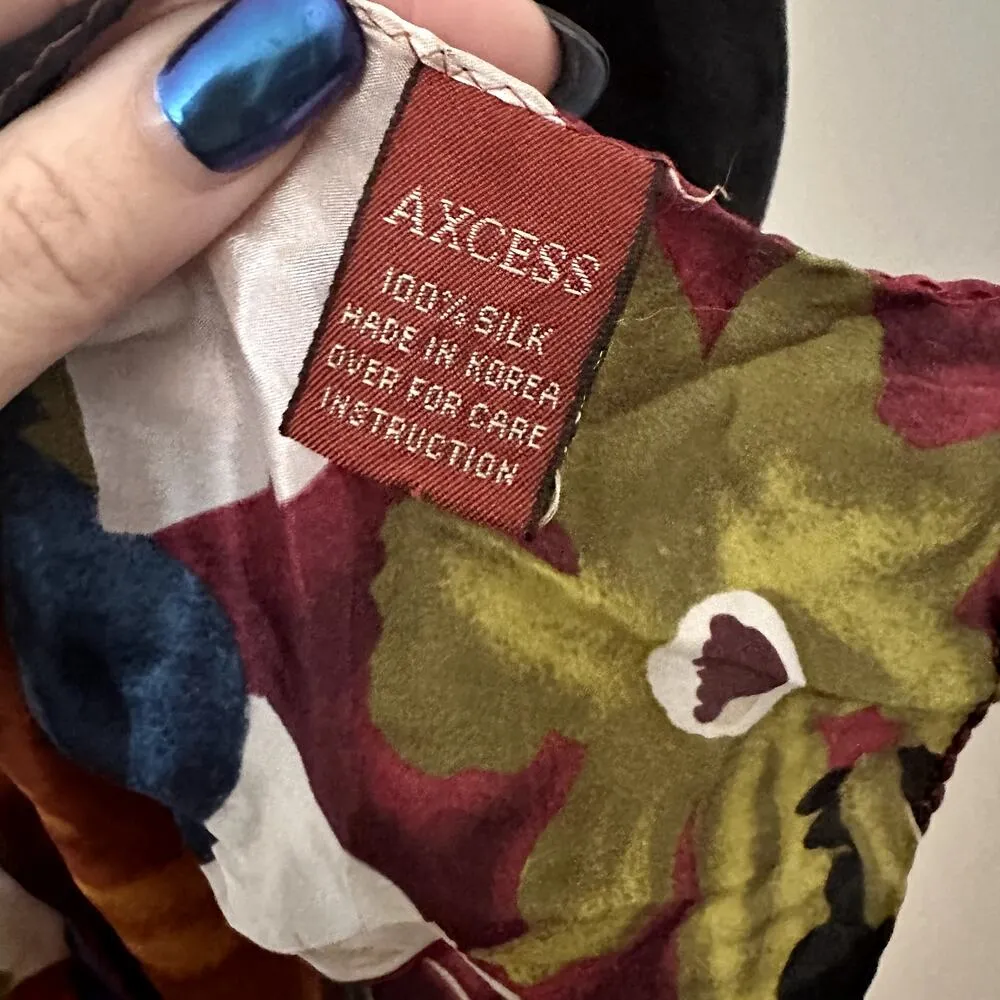 AXCESS
100% SILK
MADE IN KOREA
OVER FOR CARE
INSTRUCTION